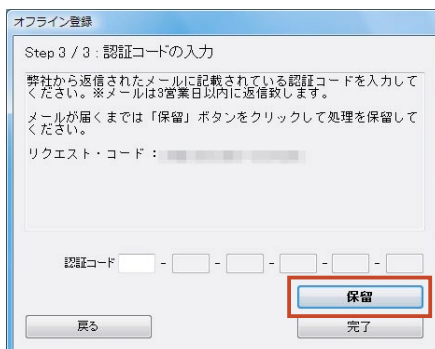 オフライン登録
Step 3 / 3 : 認証コードの入力
弊社から返信されたメールに記載されている認証コードを入力して
ください。※メールは3営業日以内に返信致します。
メールが届くまでは「保留」ボタンをクリックして処理を保留して
ください。
リクエスト・コード :
認証コード - - - - -
保留
戻る 完了